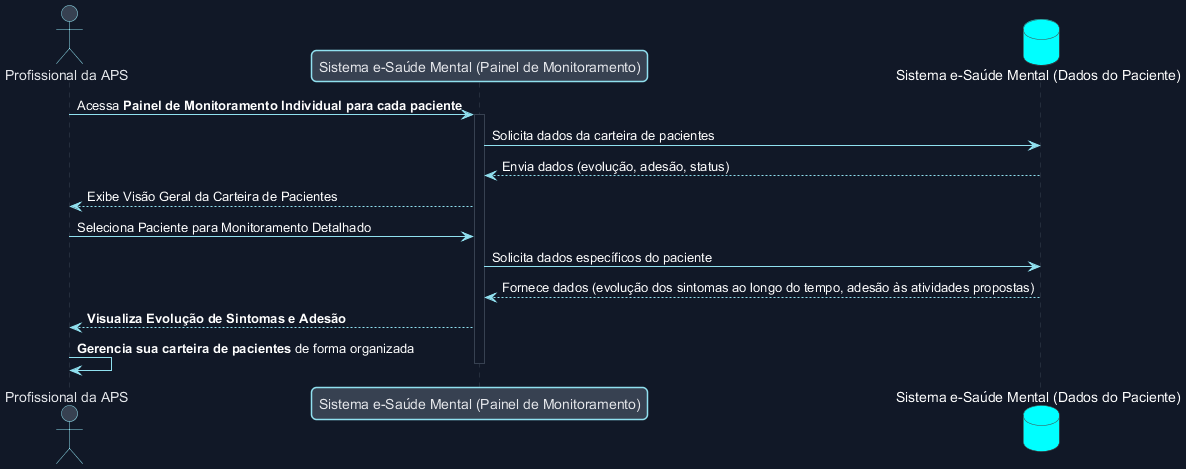 Profissional da APS
Sistema e-Saúde Mental (Painel de Monitoramento)
Sistema e-Saúde Mental (Dados do Paciente)
Acessa Painel de Monitoramento Individual para cada paciente
Solicita dados da carteira de pacientes
Envia dados (evolução, adesão, status)
Exibe Visão Geral da Carteira de Pacientes
Seleciona Paciente para Monitoramento Detalhado
Solicita dados específicos do paciente
Fornece dados (evolução dos sintomas ao longo do tempo, adesão às atividades propostas)
Visualiza Evolução de Sintomas e Adesão
Gerencia sua carteira de pacientes de forma organizada
Profissional da APS
Sistema e-Saúde Mental (Painel de Monitoramento)
Sistema e-Saúde Mental (Dados do Paciente)